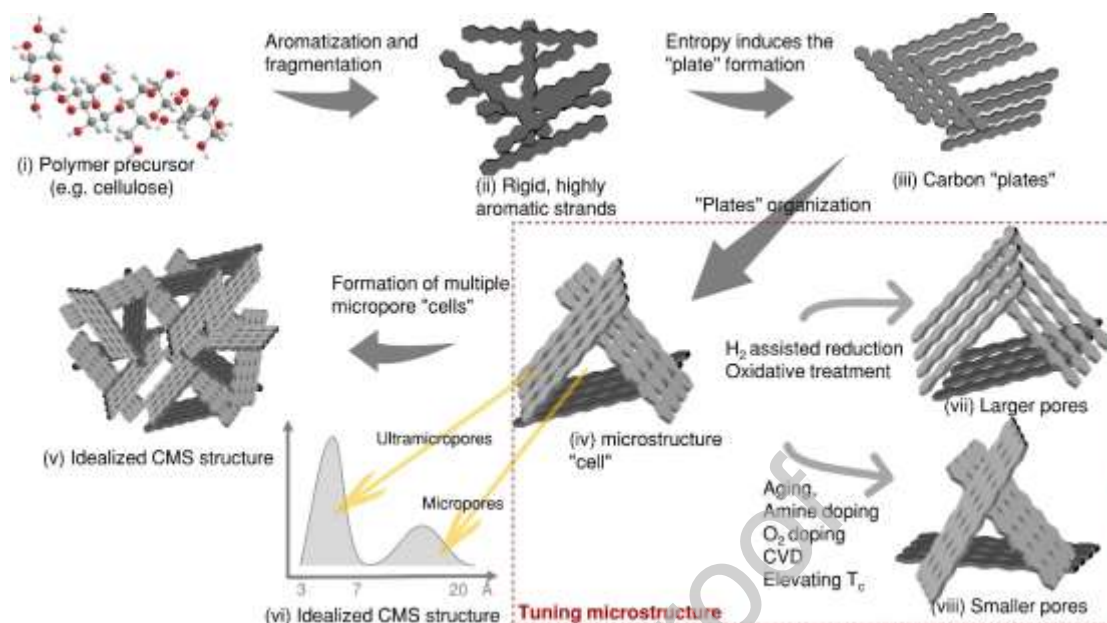 Aromatization and
fragmentation
Entropy induces the
"plate" formation
(i) Polymer precursor
(e.g. cellulose)
(ii) Rigid, highly
aromatic strands
(iii) Carbon "plates"
"Plates" organization
Formation of multiple
micropore "cells"
H₂ assisted reduction
Oxidative treatment
(vii) Larger pores
(v) Idealized CMS structure
Ultramicropores
(iv) microstructure
"cell"
Micropores
Aging,
Amine doping
O₂ doping
CVD
Elevating T꜀
3 7 20 Å
(vi) Idealized CMS structure
Tuning microstructure
(viii) Smaller pores